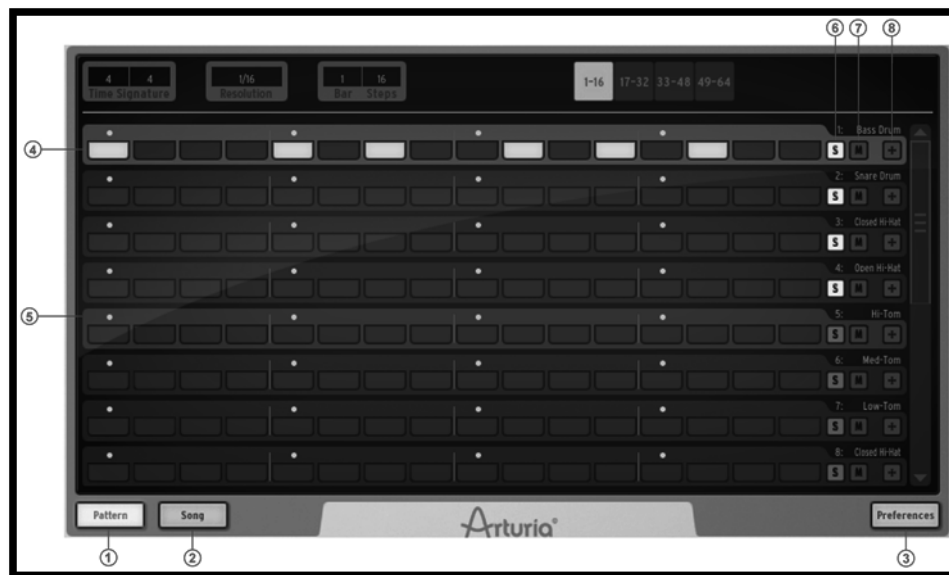 ⑥ ⑦ ⑧
4 4 1/16 1 16 1-16 17-32 33-48 49-64
Time Signature Resolution Bar Steps
1: Bass Drum
④ S M +
2: Snare Drum
S M +
3: Closed Hi-Hat
S M +
4: Open Hi-Hat
S M +
⑤ 5: Hi-Tom
S M +
6: Med-Tom
S M +
7: Low-Tom
S M +
8: Closed Hi-Hat
S M +
Pattern Song Arturia® Preferences
① ② ③